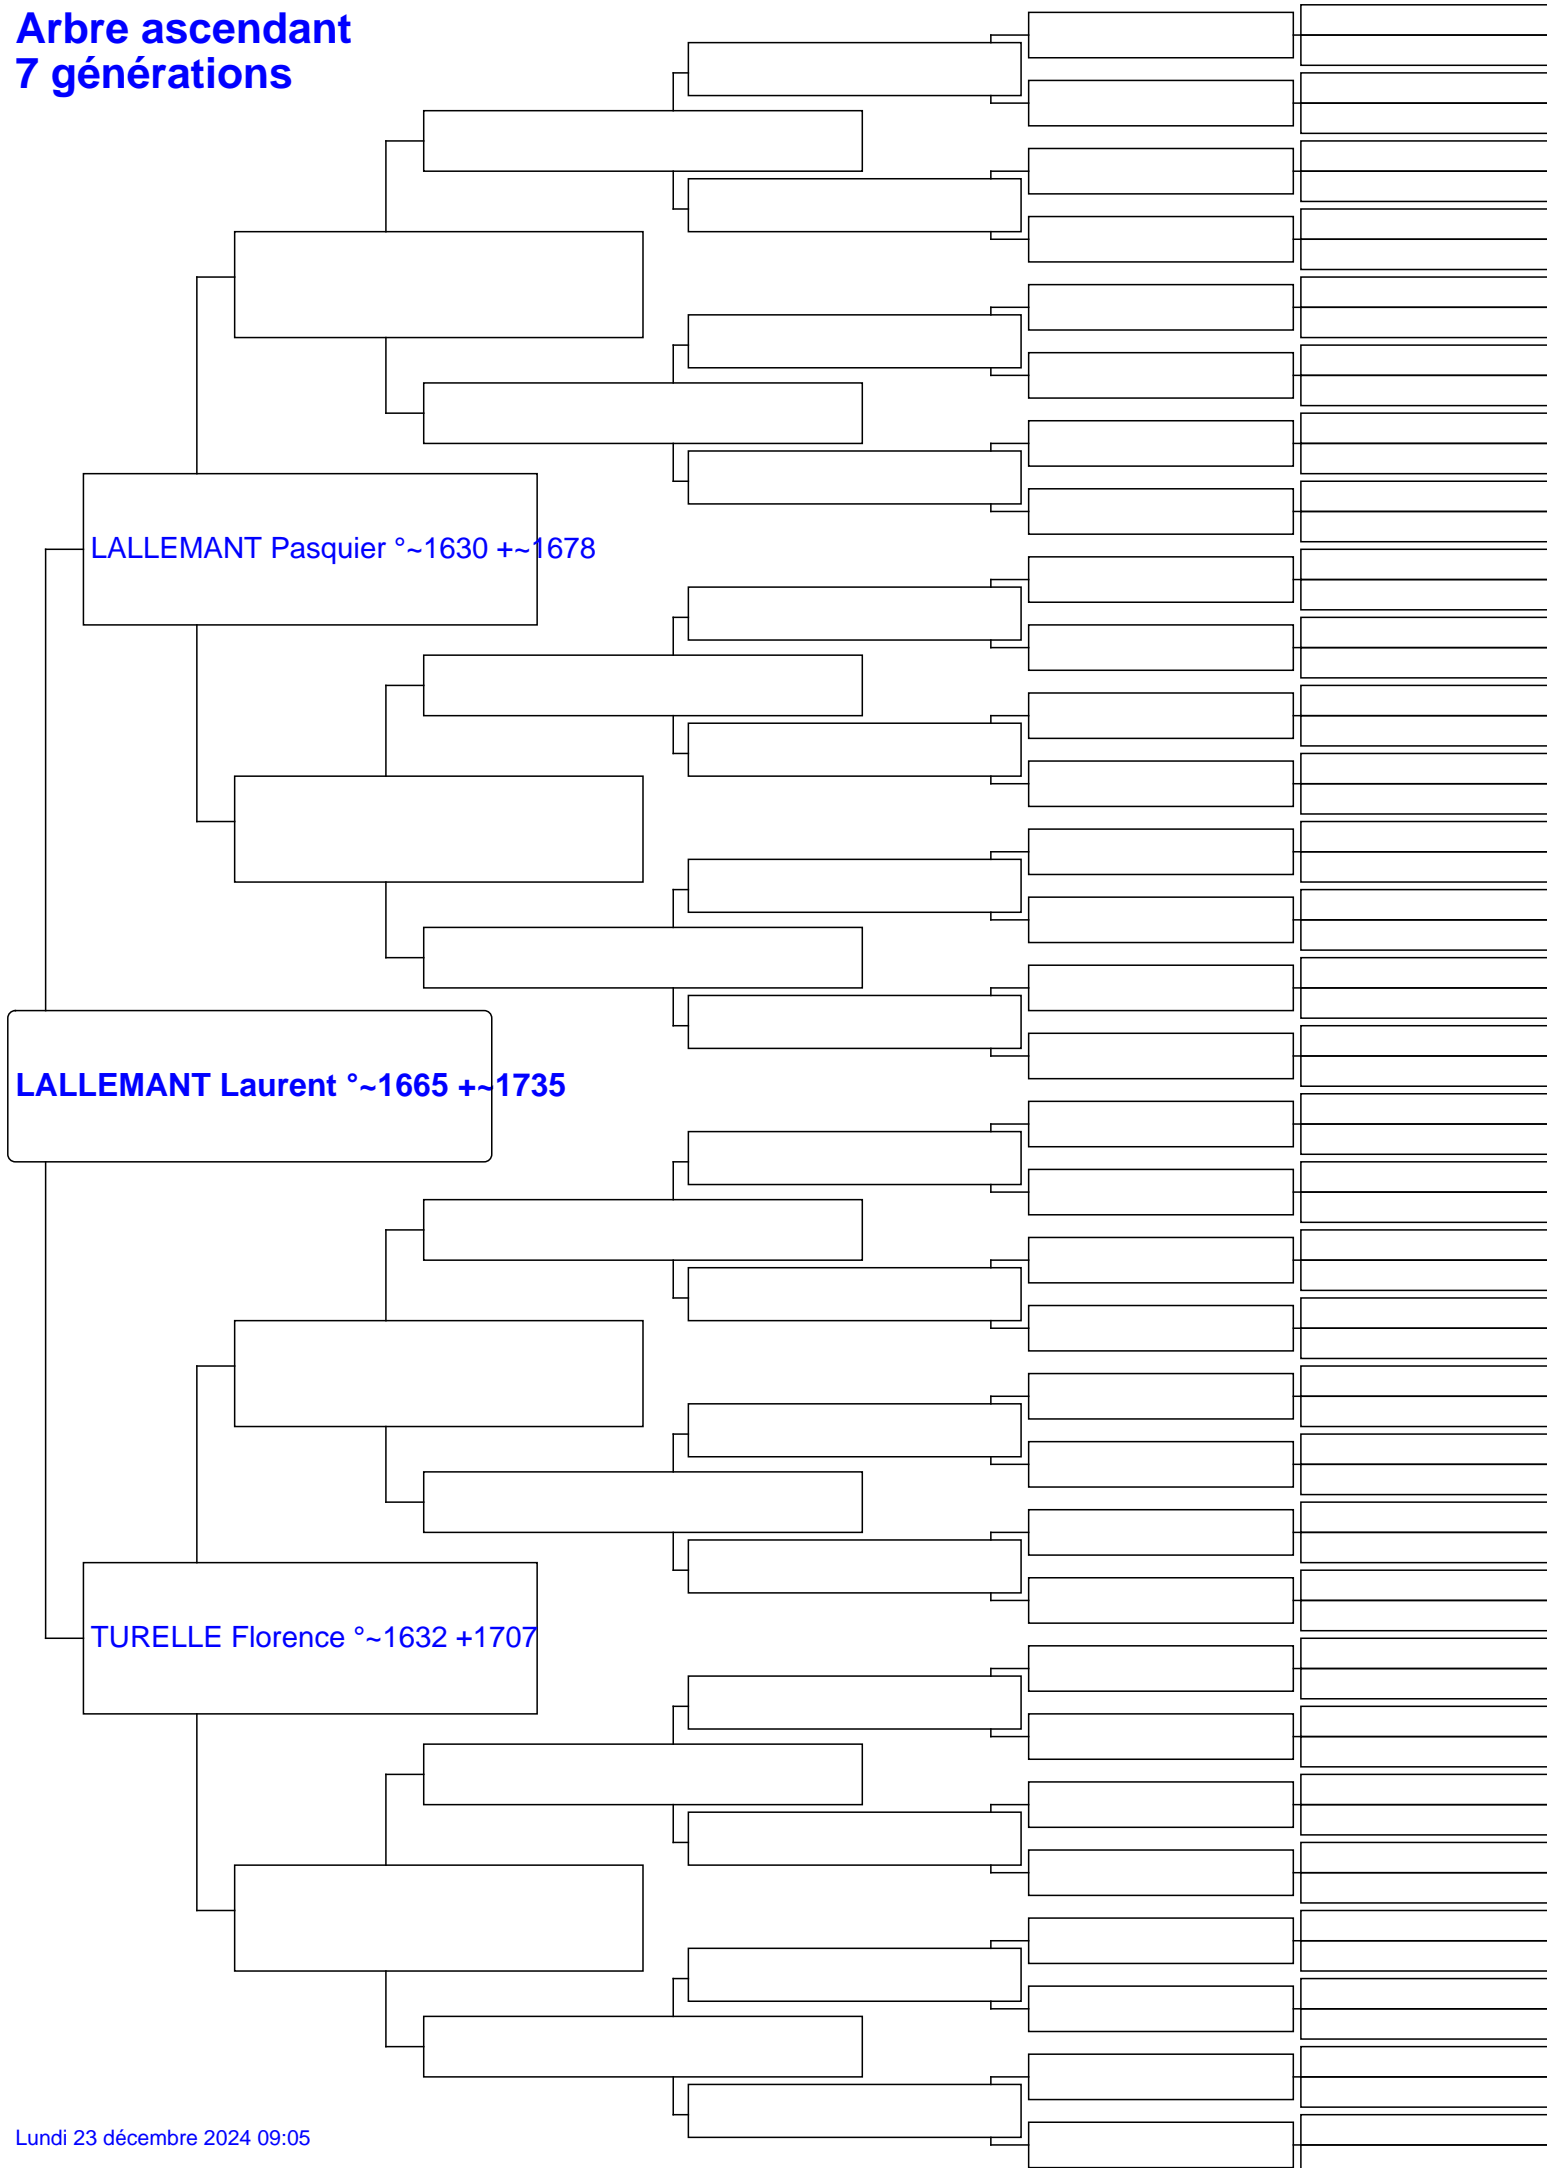 Arbre ascendant
7 générations
LALLEMANT Pasquier °~1630 +~1678
LALLEMANT Laurent °~1665 +~1735
TURELLE Florence °~1632 +1707
Lundi 23 décembre 2024 09:05